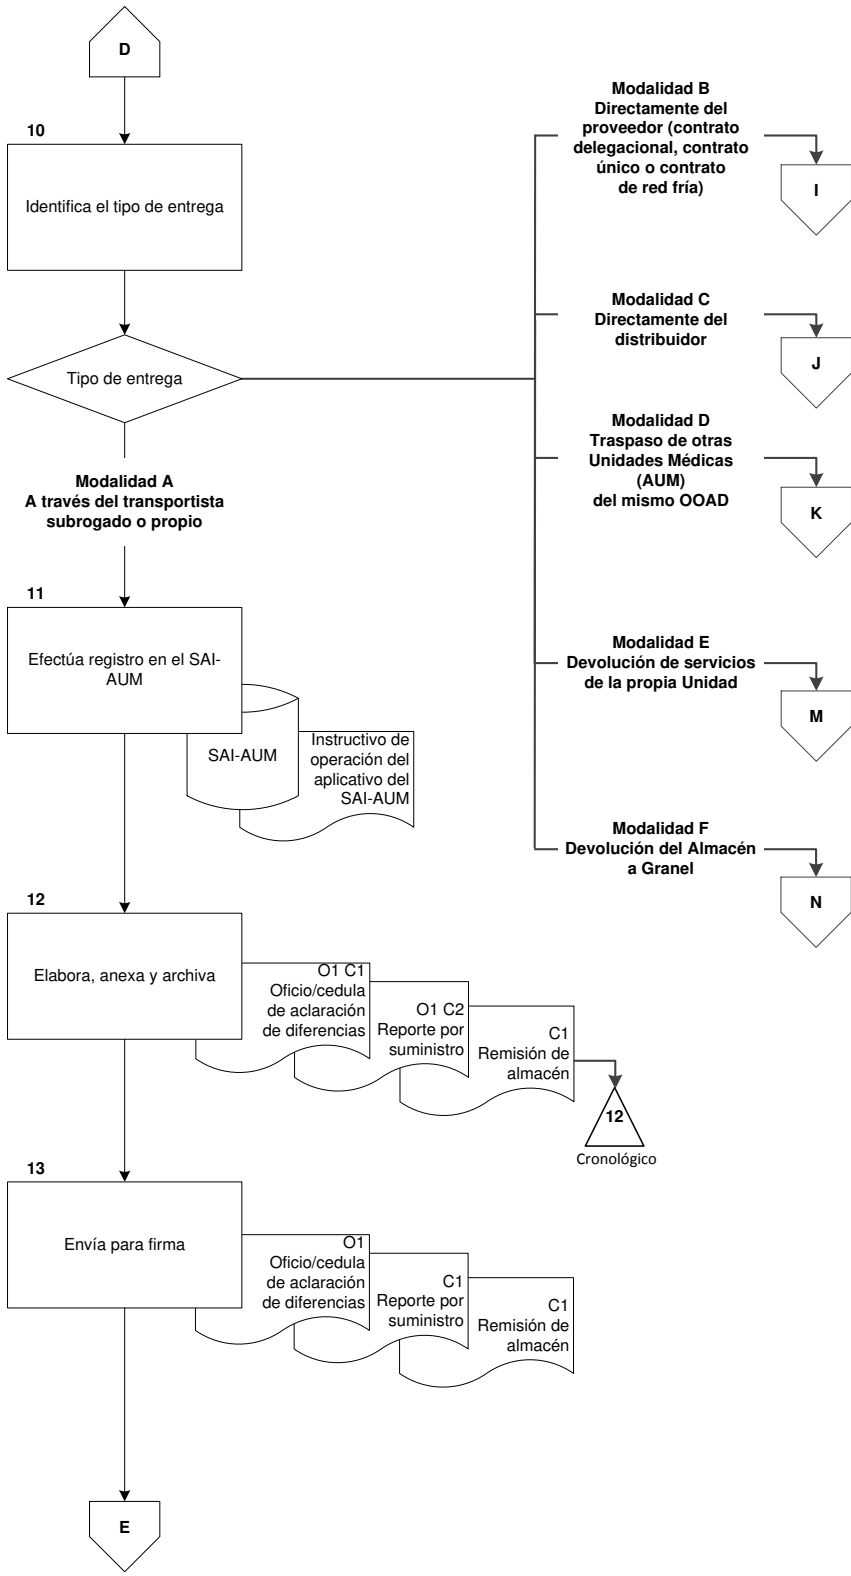 D
10
Identifica el tipo de entrega
Tipo de entrega
Modalidad B
Directamente del
proveedor (contrato
delegacional, contrato
único o contrato
de red fría)
I
Modalidad C
Directamente del
distribuidor
J
Modalidad D
Traspaso de otras
Unidades Médicas
(AUM)
del mismo OOAD
K
Modalidad E
Devolución de servicios
de la propia Unidad
M
Modalidad F
Devolución del Almacén
a Granel
N
Modalidad A
A través del transportista
subrogado o propio
11
Efectúa registro en el SAI-
AUM
SAI-AUM
Instructivo de
operación del
aplicativo del
SAI-AUM
12
Elabora, anexa y archiva
O1 C1
Oficio/cedula
de aclaración
de diferencias
O1 C2
Reporte por
suministro
C1
Remisión de
almacén
12
Cronológico
13
Envía para firma
O1
Oficio/cedula
de aclaración
de diferencias
C1
Reporte por
suministro
C1
Remisión de
almacén
E